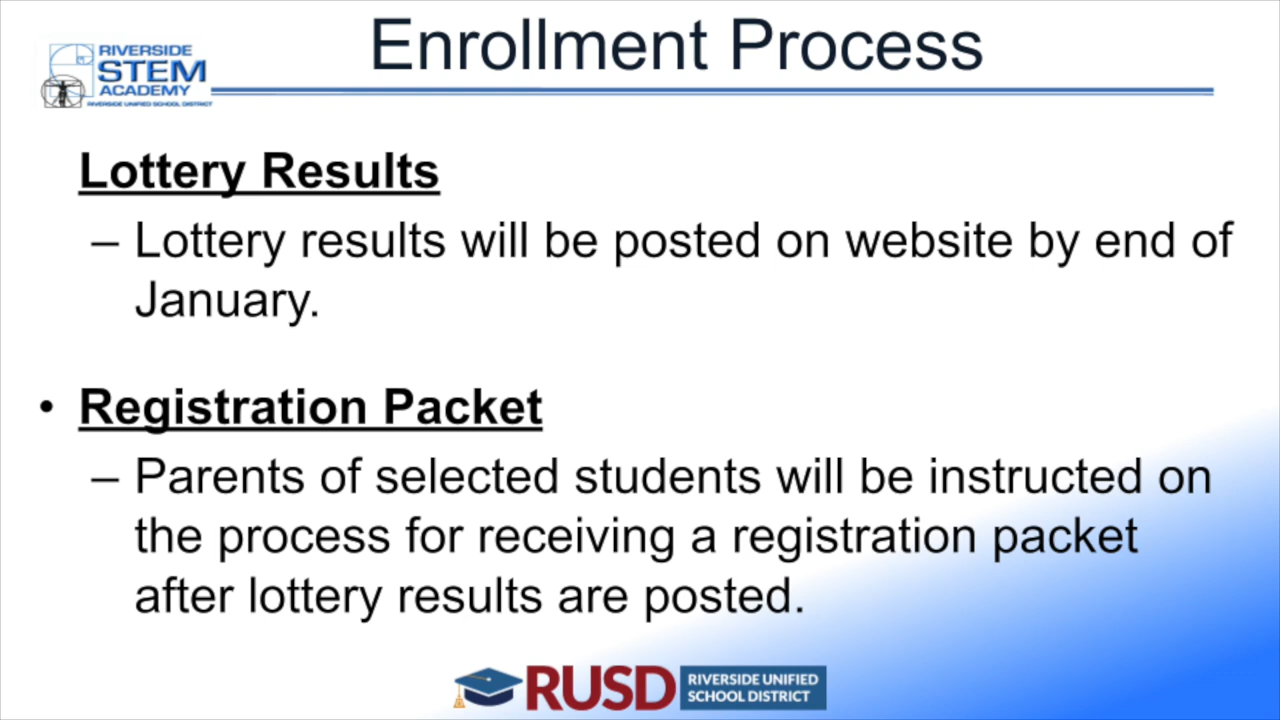 Enrollment Process
RIVERSIDE
STEM
ACADEMY
RIVERSIDE UNIFIED SCHOOL DISTRICT
Lottery Results
– Lottery results will be posted on website by end of
January.
• Registration Packet
– Parents of selected students will be instructed on
the process for receiving a registration packet
after lottery results are posted.
RUSD RIVERSIDE UNIFIED
SCHOOL DISTRICT